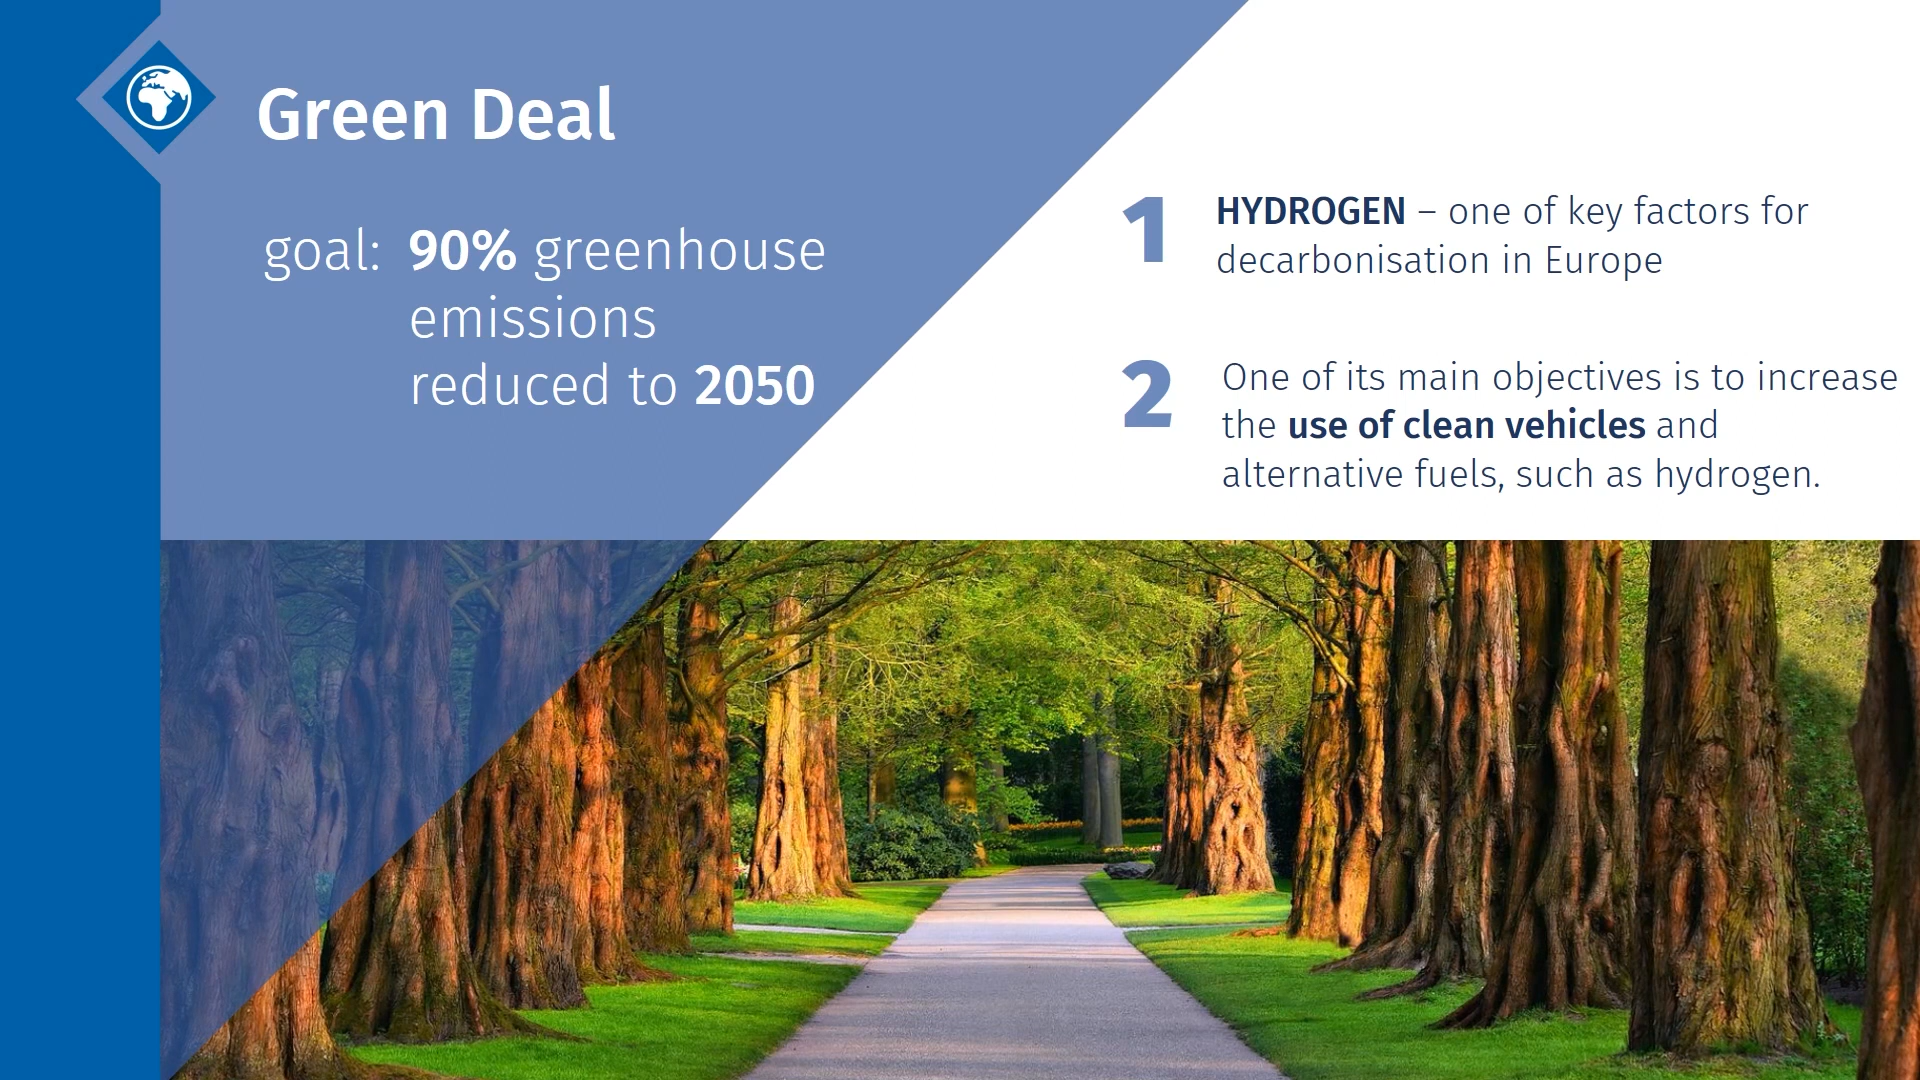 Green Deal
goal: 90% greenhouse
emissions
reduced to 2050
1
HYDROGEN – one of key factors for
decarbonisation in Europe
2
One of its main objectives is to increase
the use of clean vehicles and
alternative fuels, such as hydrogen.